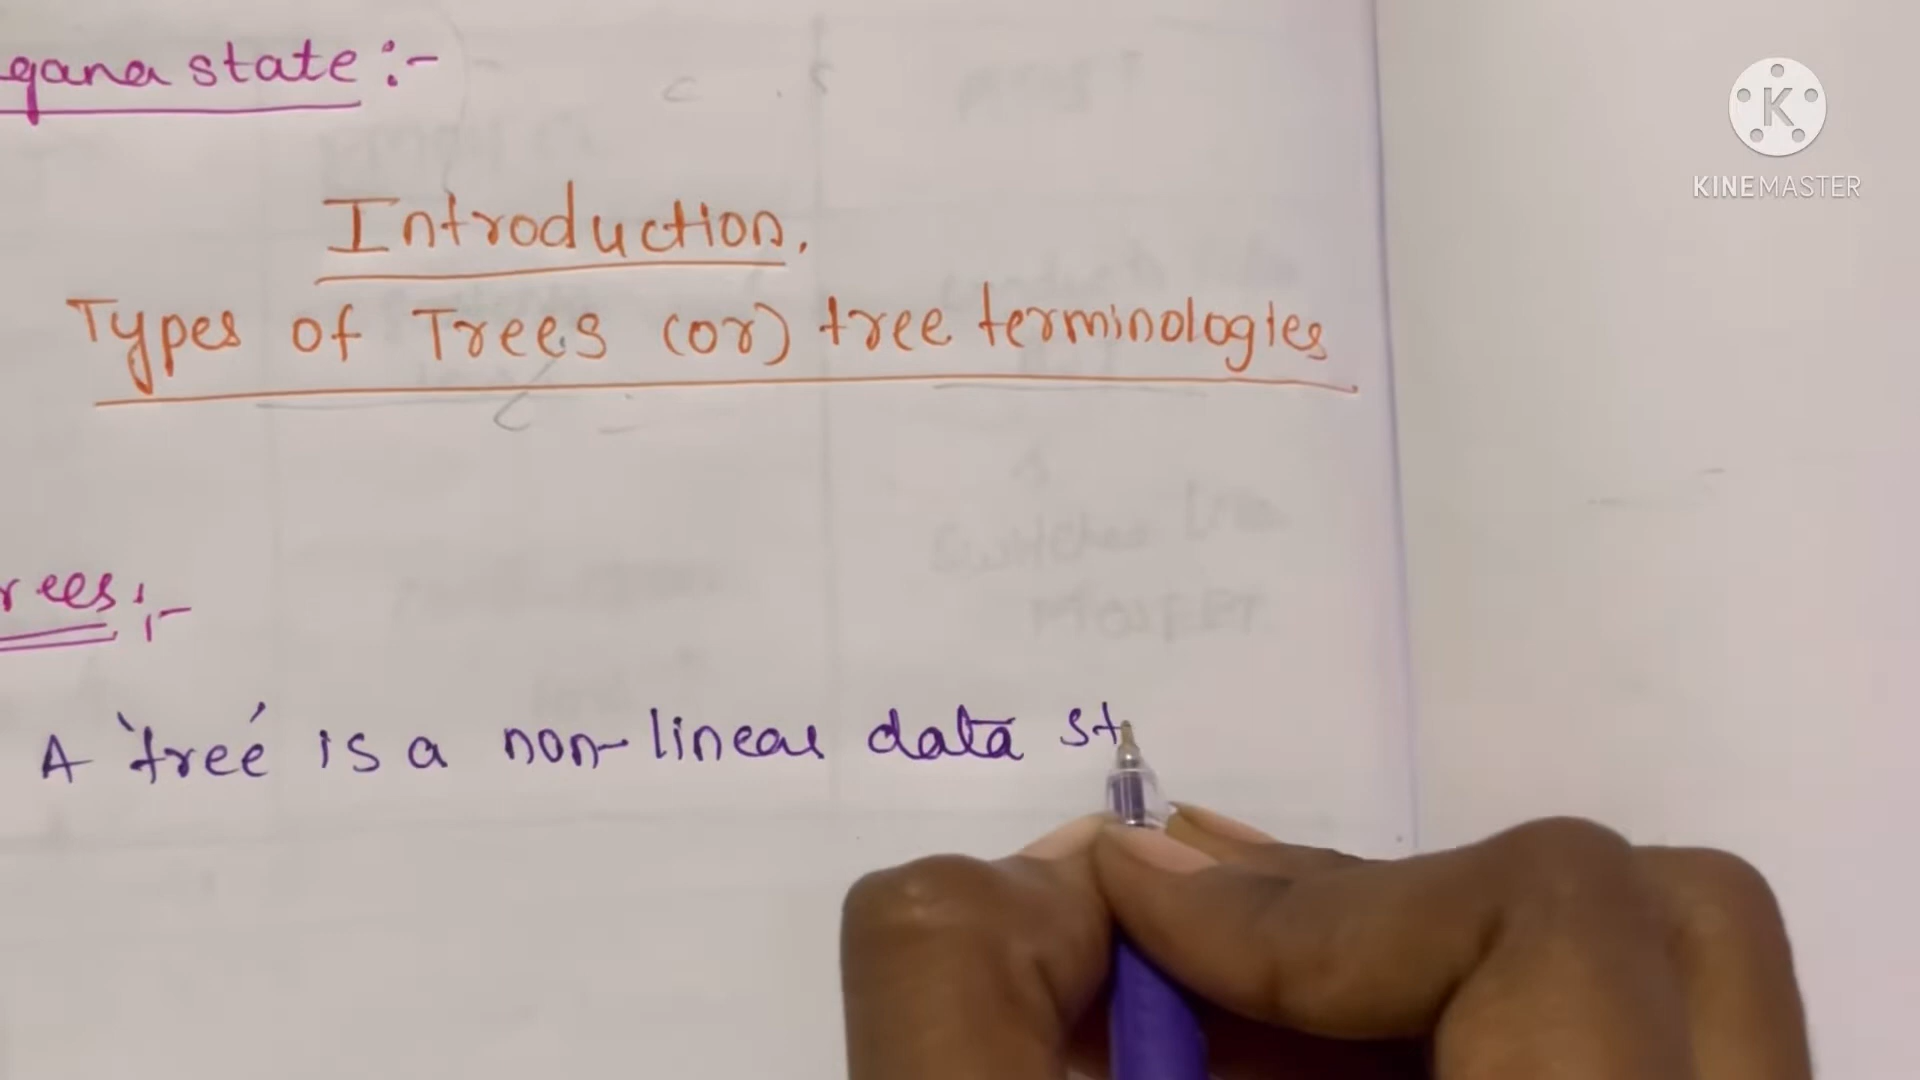 gana state :-
K
KINEMASTER
Introduction.
Types of Trees (or) tree terminologies
rees :-
A 'tree' is a non-linear data st